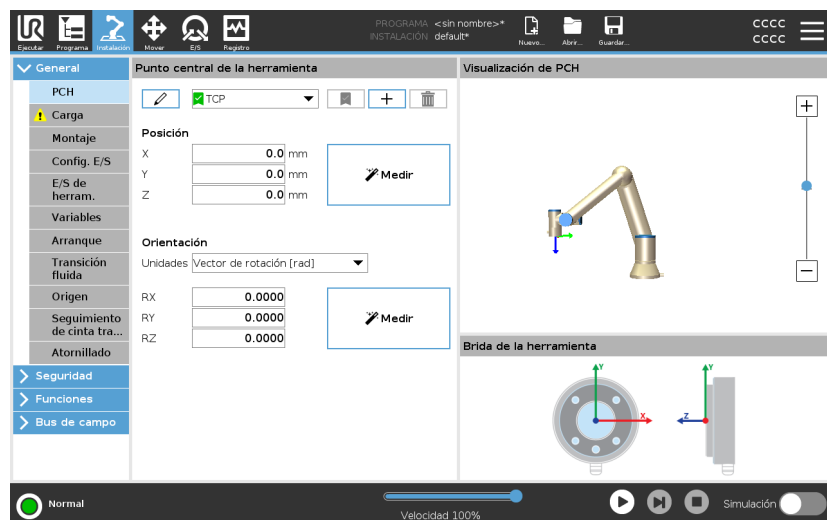 PROGRAMA <sin nombre>*
INSTALACIÓN default*
Ejecutar Programa Instalación Mover E/S Registro Nuevo... Abrir... Guardar...
CCCC
CCCC
General
PCH
Carga
Montaje
Config. E/S
E/S de
herram.
Variables
Arranque
Transición
fluida
Origen
Seguimiento
de cinta tra...
Atornillado
Seguridad
Funciones
Bus de campo
Punto central de la herramienta
TCP
Posición
X 0.0 mm
Y 0.0 mm
Z 0.0 mm
Medir
Orientación
Unidades Vector de rotación [rad]
RX 0.0000
RY 0.0000
RZ 0.0000
Medir
Visualización de PCH
Brida de la herramienta
Y
X
Y
Z
Normal
Velocidad 100%
Simulación